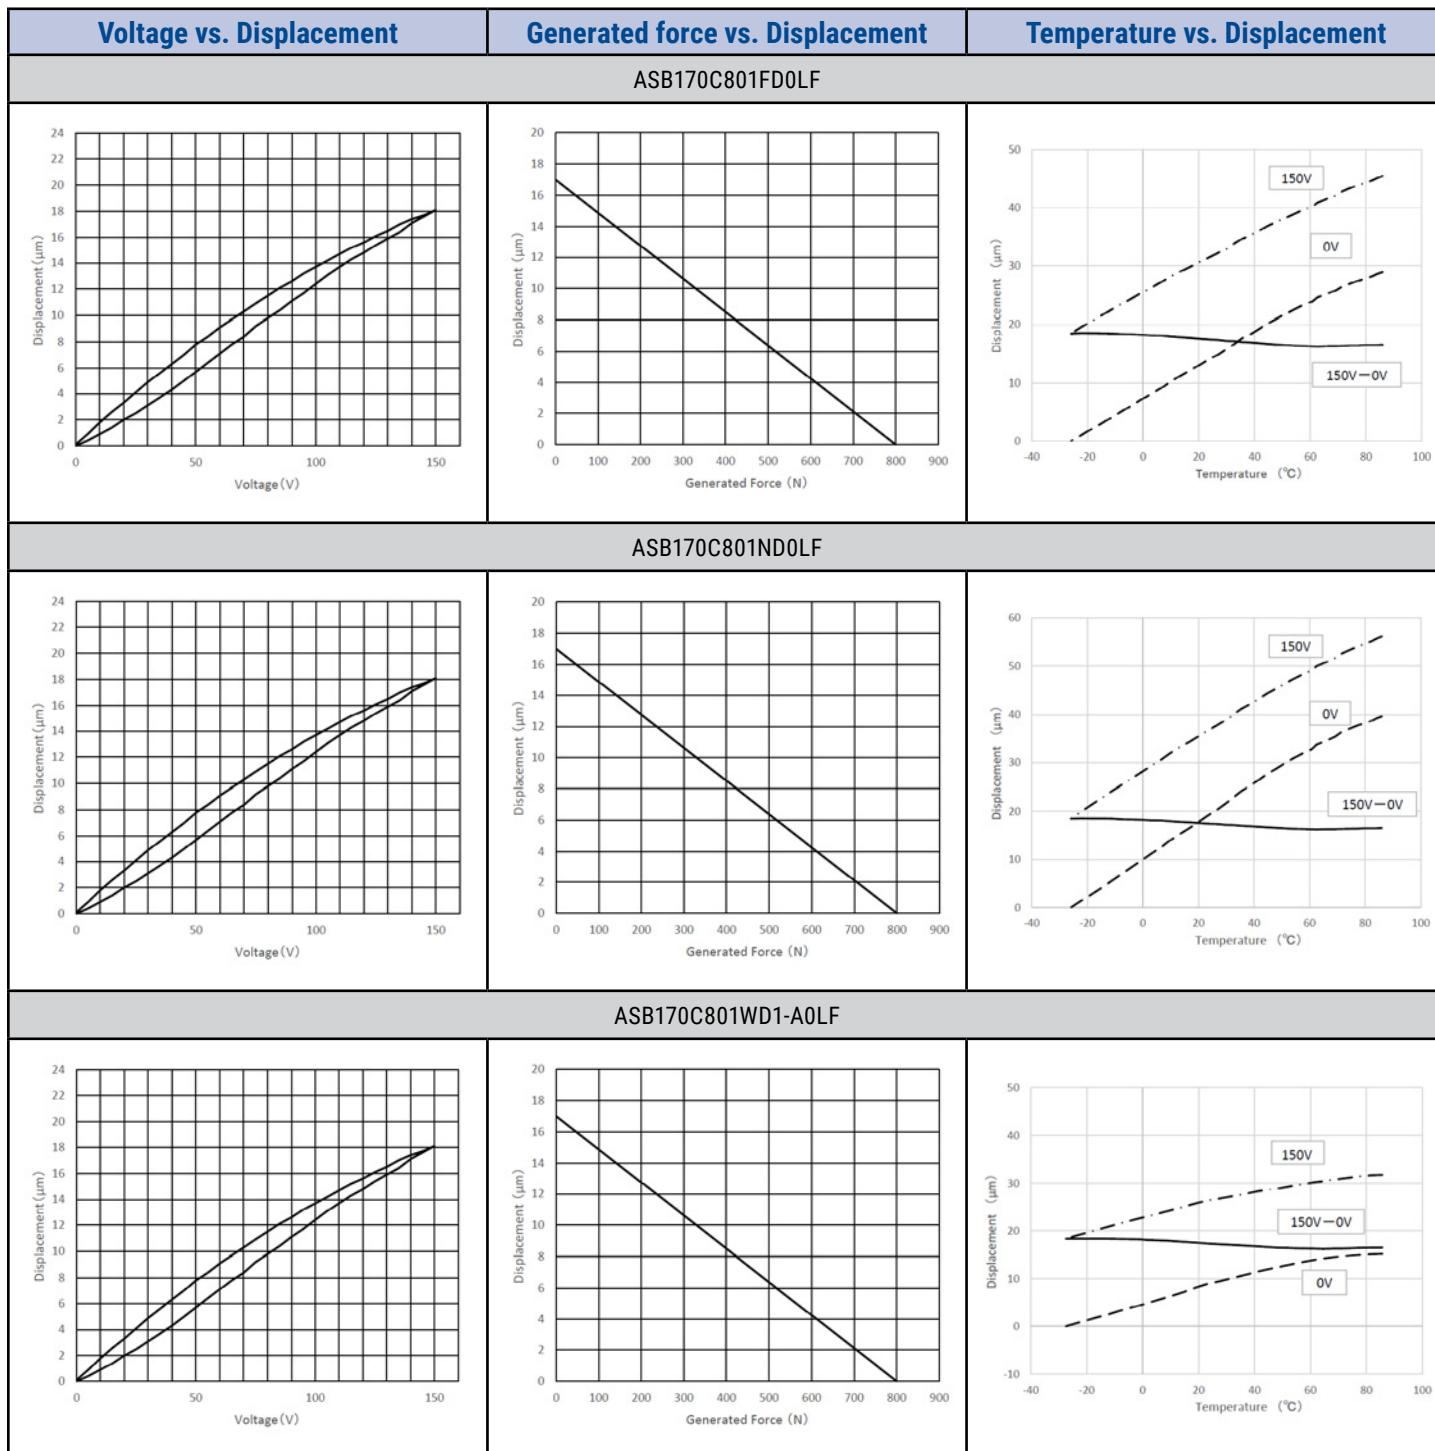 Voltage vs. Displacement
Generated force vs. Displacement
Temperature vs. Displacement
ASB170C801FD0LF
24
22
20
18
16
14
12
10
8
6
4
2
0
0 50 100 150
Displacement(μm)
Voltage(V)
20
18
16
14
12
10
8
6
4
2
0
0 100 200 300 400 500 600 700 800 900
Displacement (μm)
Generated Force (N)
50
40
30
20
10
0
-40 -20 0 20 40 60 80 100
Displacement (μm)
Temperature (℃)
150V
0V
150V－0V
ASB170C801ND0LF
24
22
20
18
16
14
12
10
8
6
4
2
0
0 50 100 150
Displacement(μm)
Voltage(V)
20
18
16
14
12
10
8
6
4
2
0
0 100 200 300 400 500 600 700 800 900
Displacement (μm)
Generated Force (N)
60
50
40
30
20
10
0
-40 -20 0 20 40 60 80 100
Displacement (μm)
Temperature (℃)
150V
0V
150V－0V
ASB170C801WD1-A0LF
24
22
20
18
16
14
12
10
8
6
4
2
0
0 50 100 150
Displacement(μm)
Voltage(V)
20
18
16
14
12
10
8
6
4
2
0
0 100 200 300 400 500 600 700 800 900
Displacement (μm)
Generated Force (N)
50
40
30
20
10
0
-10
-40 -20 0 20 40 60 80 100
Displacement (μm)
Temperature (℃)
150V
150V－0V
0V